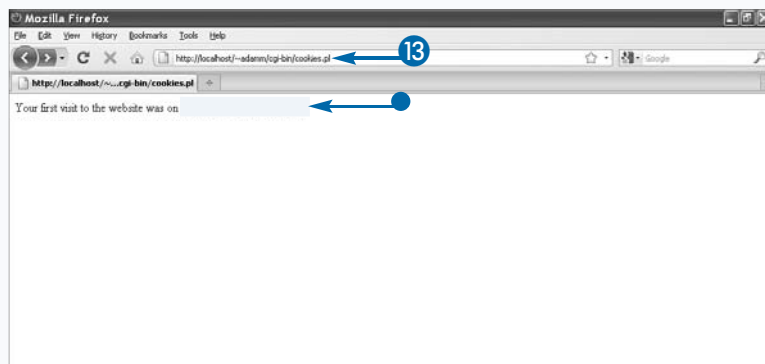 Mozilla Firefox
File Edit View History Bookmarks Tools Help
http://localhost/~adamm/cgi-bin/cookies.pl
Google
13
http://localhost/~...cgi-bin/cookies.pl
Your first visit to the website was on